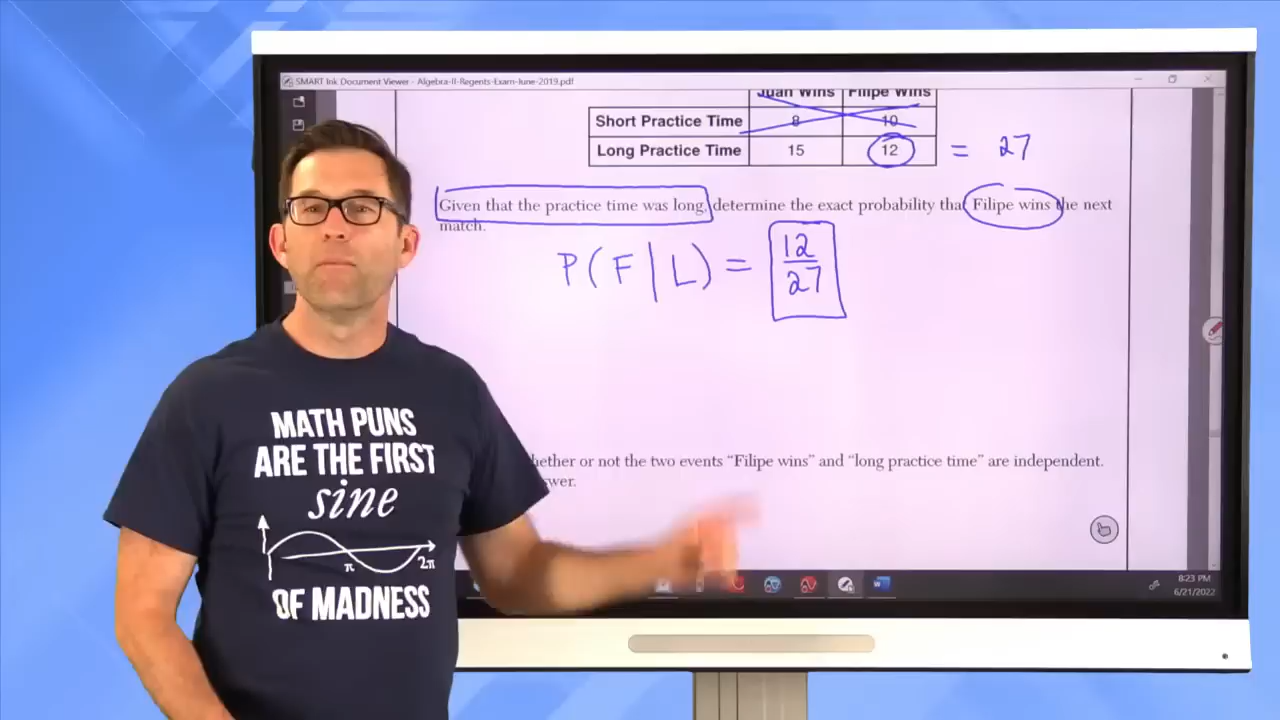 SMART Ink Document Viewer - Algebra-II-Regents-Exam-June-2019.pdf
Juan Wins Filipe Wins
Short Practice Time 8 10
Long Practice Time 15 12 = 27
Given that the practice time was long, determine the exact probability that Filipe wins the next
match.
P(F|L) = 12/27
whether or not the two events “Filipe wins” and “long practice time” are independent.
MATH PUNS
ARE THE FIRST
sine
π 2π
OF MADNESS
8:23 PM
6/21/2022